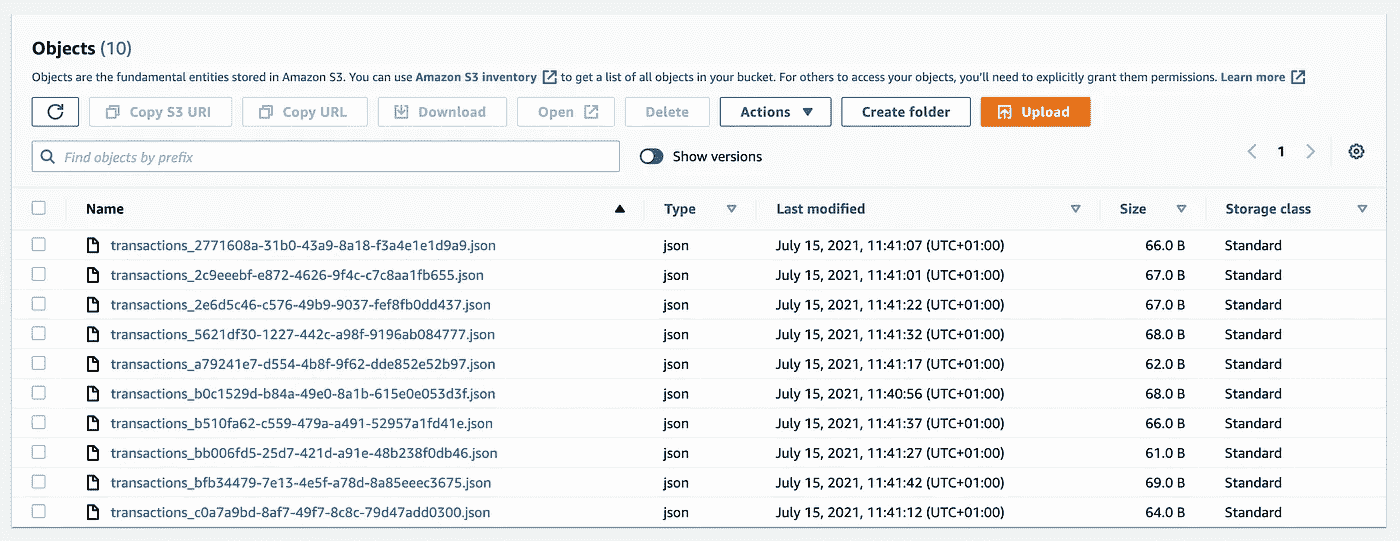 Objects (10)
Objects are the fundamental entities stored in Amazon S3. You can use Amazon S3 inventory to get a list of all objects in your bucket. For others to access your objects, you'll need to explicitly grant them permissions. Learn more
Copy S3 URI Copy URL Download Open Delete Actions Create folder Upload
Find objects by prefix Show versions 1
Name Type Last modified Size Storage class
transactions_2771608a-31b0-43a9-8a18-f3a4e1e1d9a9.json json July 15, 2021, 11:41:07 (UTC+01:00) 66.0 B Standard
transactions_2c9eeebf-e872-4626-9f4c-c7c8aa1fb655.json json July 15, 2021, 11:41:01 (UTC+01:00) 67.0 B Standard
transactions_2e6d5c46-c576-49b9-9037-fef8fb0dd437.json json July 15, 2021, 11:41:22 (UTC+01:00) 67.0 B Standard
transactions_5621df30-1227-442c-a98f-9196ab084777.json json July 15, 2021, 11:41:32 (UTC+01:00) 68.0 B Standard
transactions_a79241e7-d554-4b8f-9f62-dde852e52b97.json json July 15, 2021, 11:41:17 (UTC+01:00) 62.0 B Standard
transactions_b0c1529d-b84a-49e0-8a1b-615e0e053d3f.json json July 15, 2021, 11:40:56 (UTC+01:00) 68.0 B Standard
transactions_b510fa62-c559-479a-a491-52957a1fd41e.json json July 15, 2021, 11:41:37 (UTC+01:00) 66.0 B Standard
transactions_bb006fd5-25d7-421d-a91e-48b238f0db46.json json July 15, 2021, 11:41:27 (UTC+01:00) 61.0 B Standard
transactions_bfb34479-7e13-4e5f-a78d-8a85eeec3675.json json July 15, 2021, 11:41:42 (UTC+01:00) 69.0 B Standard
transactions_c0a7a9bd-8af7-49f7-8c8c-79d47add0300.json json July 15, 2021, 11:41:12 (UTC+01:00) 64.0 B Standard